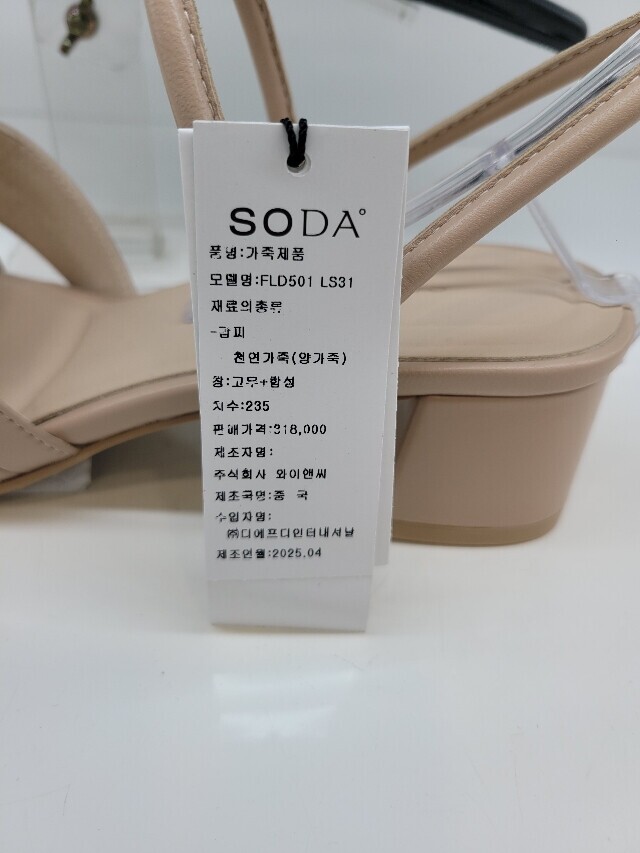 SODA°
품명:가죽제품
모델명:FLD501 LS31
재료의종류
-갑피
천연가죽(양가죽)
창:고무+합성
치수:235
판매가격:318,000
제조자명:
주식회사 와이앤씨
제조국명:중 국
수입자명:
㈜디에프디인터내셔날
제조연월:2025.04